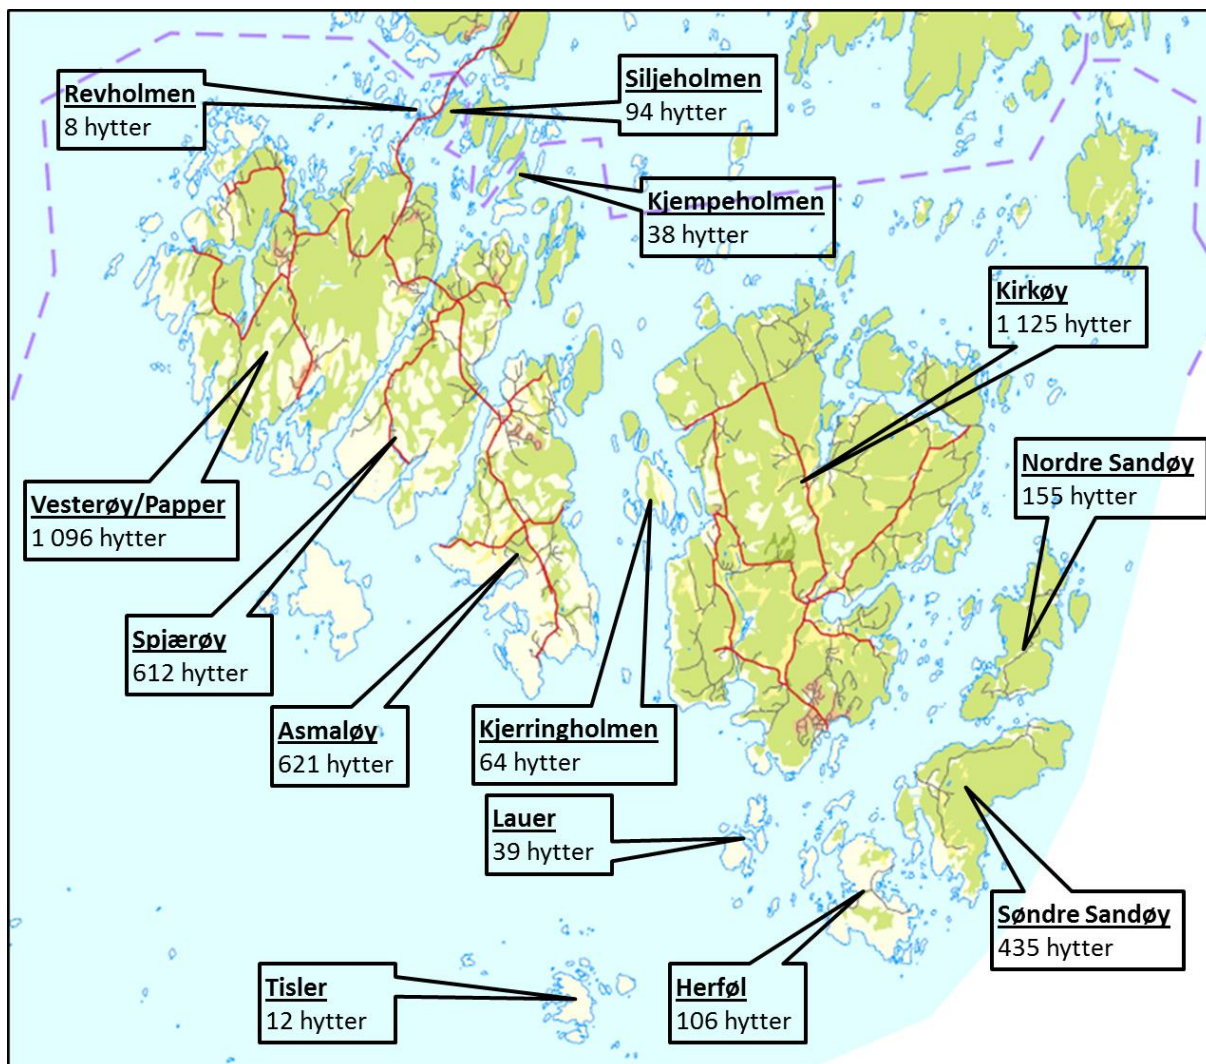 Revholmen
8 hytter
Siljeholmen
94 hytter
Kjempeholmen
38 hytter
Kirkøy
1 125 hytter
Nordre Sandøy
155 hytter
Vesterøy/Papper
1 096 hytter
Spjærøy
612 hytter
Asmaløy
621 hytter
Kjerringholmen
64 hytter
Lauer
39 hytter
Søndre Sandøy
435 hytter
Tisler
12 hytter
Herføl
106 hytter